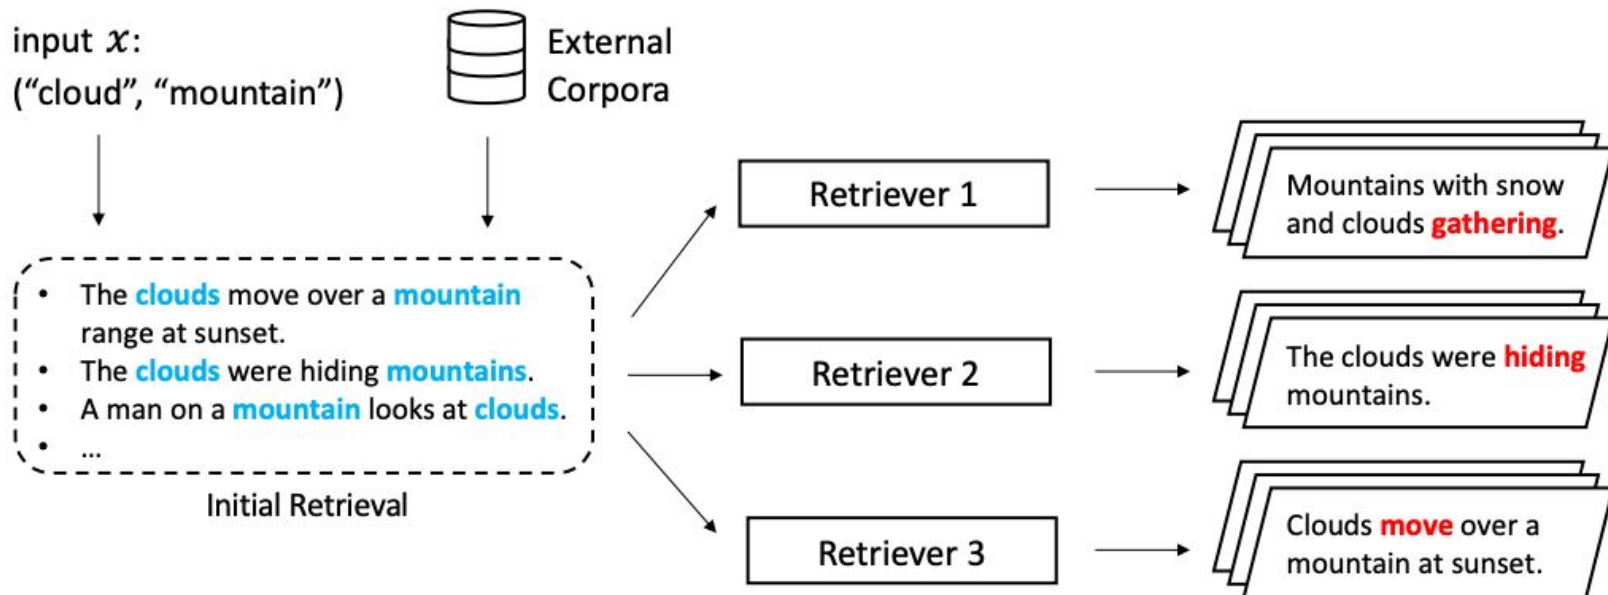 input x:
("cloud", "mountain")
External
Corpora
• The clouds move over a mountain
range at sunset.
• The clouds were hiding mountains.
• A man on a mountain looks at clouds.
• ...
Initial Retrieval
Retriever 1
Retriever 2
Retriever 3
Mountains with snow
and clouds gathering.
The clouds were hiding
mountains.
Clouds move over a
mountain at sunset.